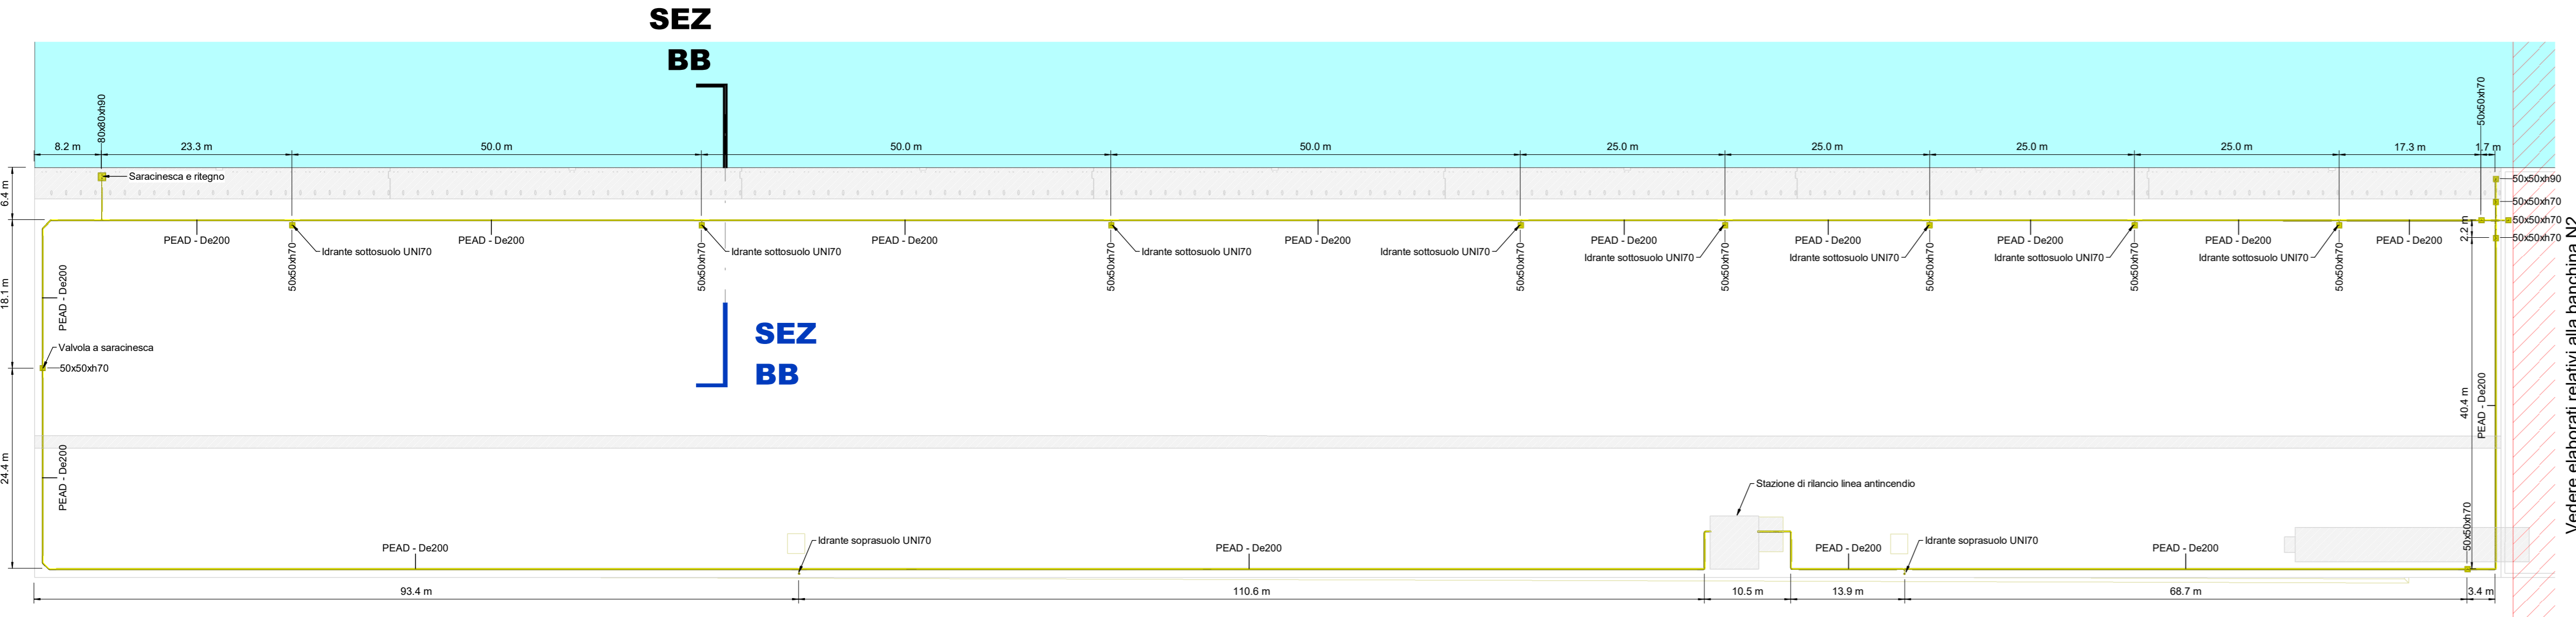 SEZ
BB
80x80xh90
50x50xh70
8.2 m
23.3 m
50.0 m
50.0 m
50.0 m
25.0 m
25.0 m
25.0 m
25.0 m
17.3 m
1.7 m
6.4 m
Saracinesca e ritegno
50x50xh90
50x50xh70
50x50xh70
50x50xh70
2.2 m
PEAD - De200
PEAD - De200
PEAD - De200
PEAD - De200
PEAD - De200
PEAD - De200
PEAD - De200
PEAD - De200
PEAD - De200
Idrante sottosuolo UNI70
Idrante sottosuolo UNI70
Idrante sottosuolo UNI70
Idrante sottosuolo UNI70
Idrante sottosuolo UNI70
Idrante sottosuolo UNI70
Idrante sottosuolo UNI70
Idrante sottosuolo UNI70
50x50xh70
50x50xh70
50x50xh70
50x50xh70
50x50xh70
50x50xh70
50x50xh70
50x50xh70
18.1 m
PEAD - De200
SEZ
BB
Valvola a saracinesca
50x50xh70
40.4 m
PEAD - De200
Vedere elaborati relativi alla banchina N2
24.4 m
PEAD - De200
Stazione di rilancio linea antincendio
50x50xh70
Idrante soprasuolo UNI70
Idrante soprasuolo UNI70
PEAD - De200
PEAD - De200
PEAD - De200
PEAD - De200
93.4 m
110.6 m
10.5 m
13.9 m
68.7 m
3.4 m